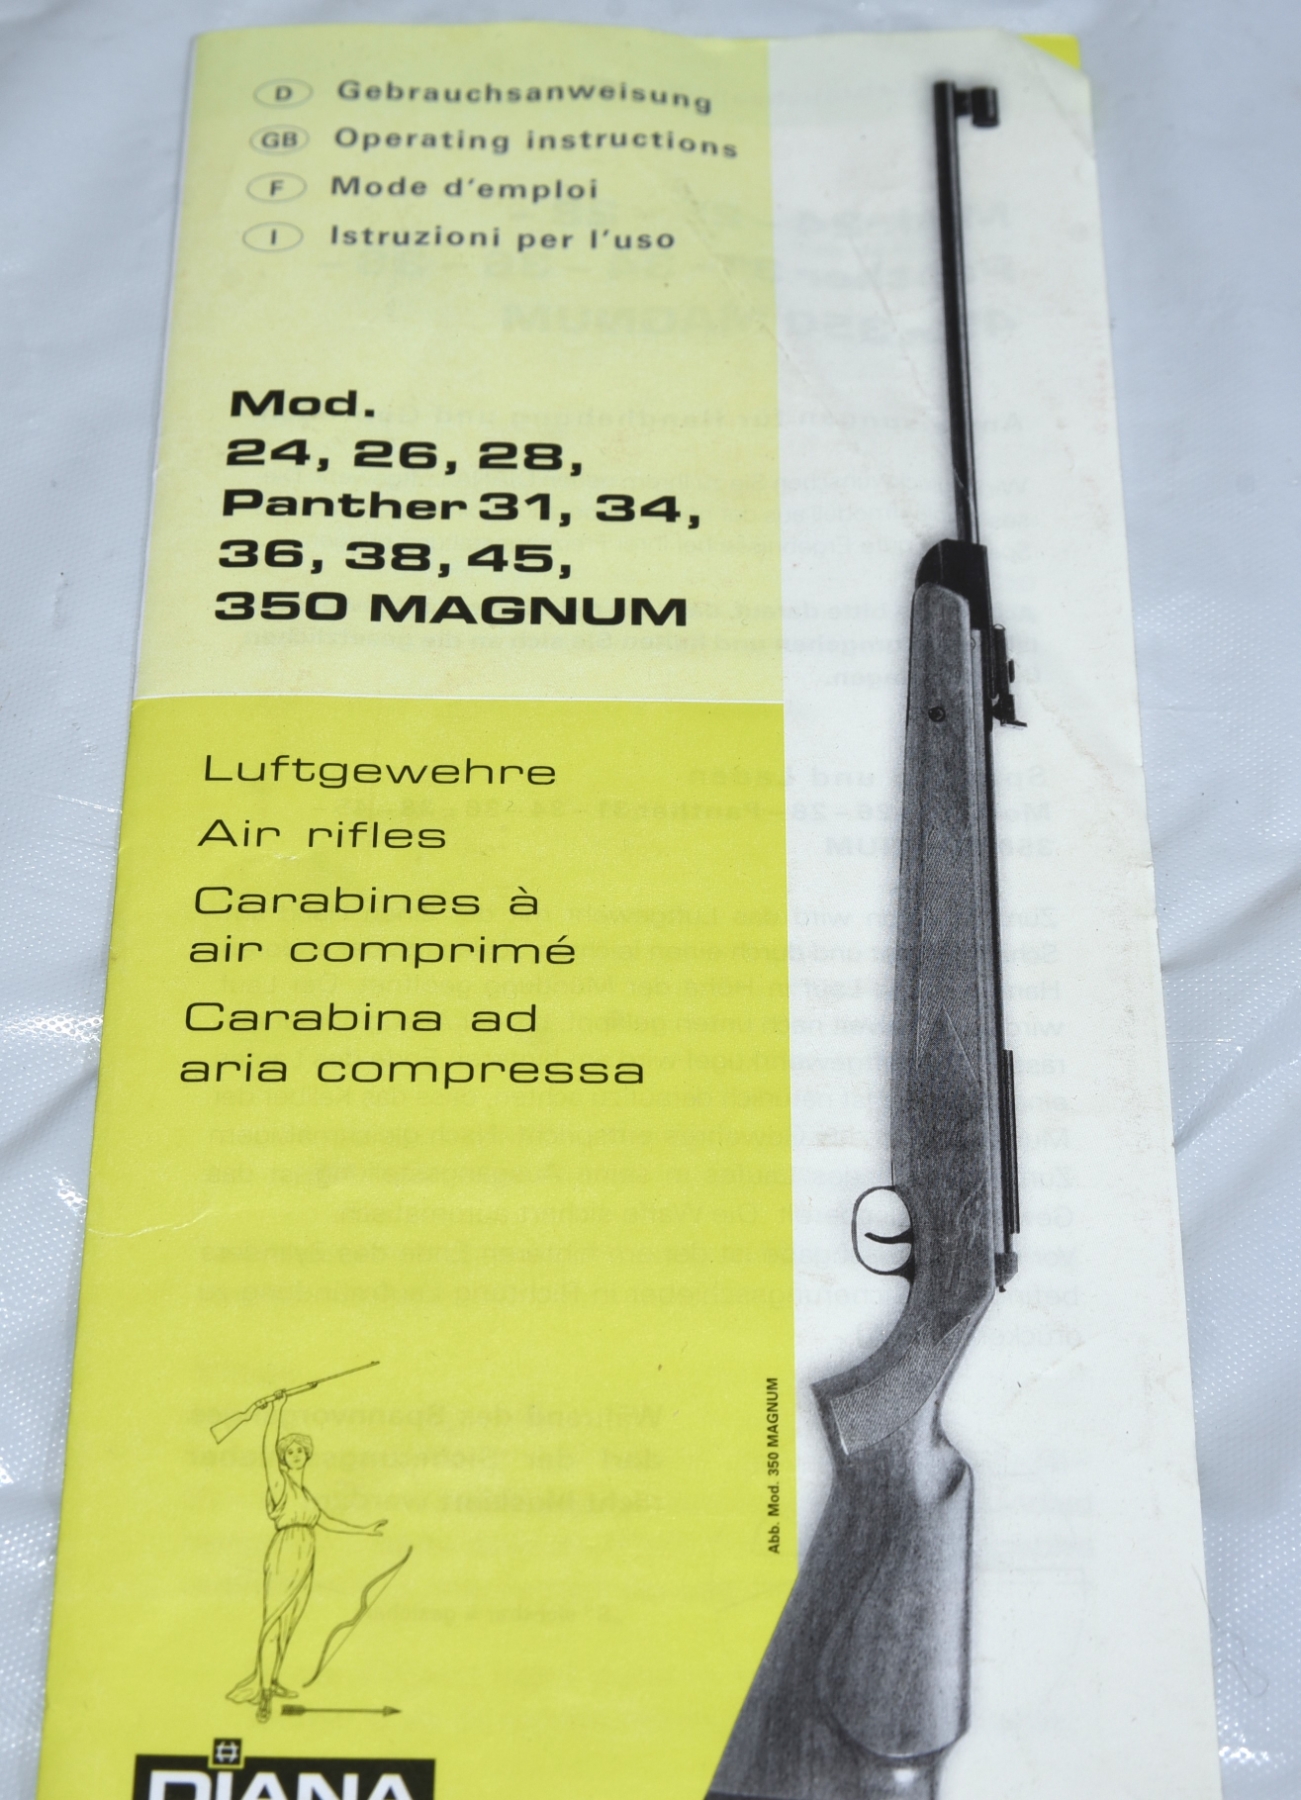 D Gebrauchsanweisung
GB Operating instructions
F Mode d'emploi
I Istruzioni per l'uso
Mod.
24, 26, 28,
Panther 31, 34,
36, 38, 45,
350 MAGNUM
Luftgewehre
Air rifles
Carabines à
air comprimé
Carabina ad
aria compressa
Abb. Mod. 350 MAGNUM
DIANA